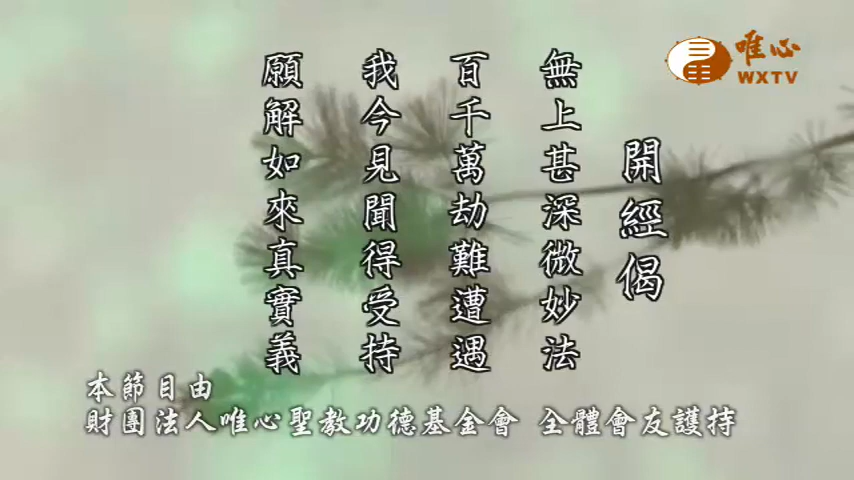 開經偈
無上甚深微妙法
百千萬劫難遭遇
我今見聞得受持
願解如來真實義
本節目由
財團法人唯心聖教功德基金會 全體會友護持
唯心
WXTV